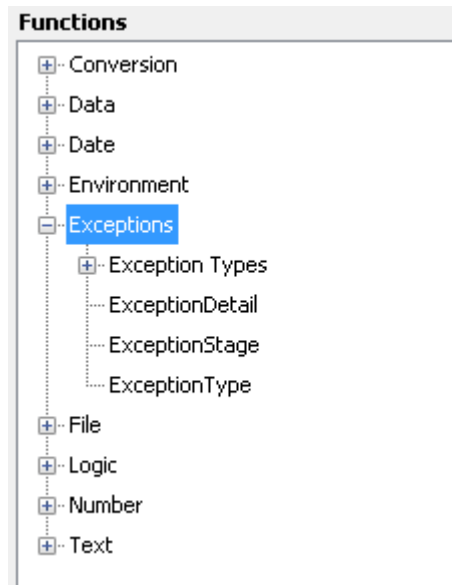 Functions
Conversion
Data
Date
Environment
Exceptions
Exception Types
ExceptionDetail
ExceptionStage
ExceptionType
File
Logic
Number
Text